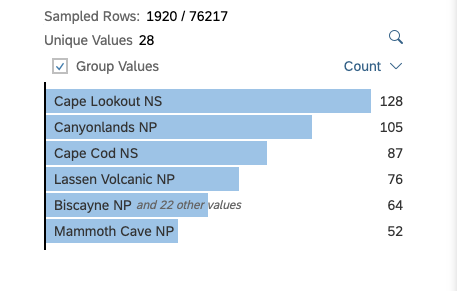 Sampled Rows: 1920 / 76217
Unique Values 28
Group Values Count
Cape Lookout NS 128
Canyonlands NP 105
Cape Cod NS 87
Lassen Volcanic NP 76
Biscayne NP and 22 other values 64
Mammoth Cave NP 52